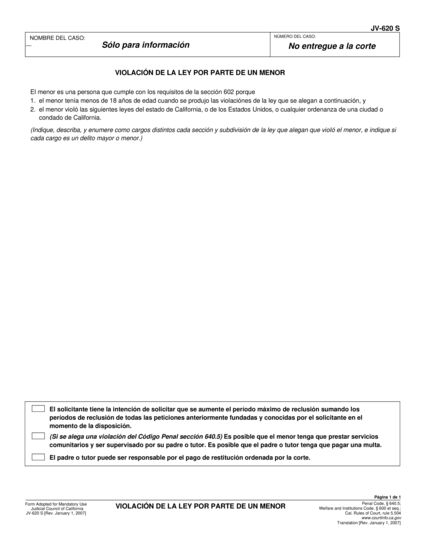 JV-620 S
NOMBRE DEL CASO:
—
Sólo para información
NÚMERO DEL CASO:
No entregue a la corte
VIOLACIÓN DE LA LEY POR PARTE DE UN MENOR
El menor es una persona que cumple con los requisitos de la sección 602 porque
1. el menor tenía menos de 18 años de edad cuando se produjo las violaciónes de la ley que se alegan a continuación, y
2. el menor violó las siguientes leyes del estado de California, o de los Estados Unidos, o cualquier ordenanza de una ciudad o
condado de California.
(Indique, describa, y enumere como cargos distintos cada sección y subdivisión de la ley que alegan que violó el menor, e indique si
cada cargo es un delito mayor o menor.)
El solicitante tiene la intención de solicitar que se aumente el período máximo de reclusión sumando los
períodos de reclusión de todas las peticiones anteriormente fundadas y conocidas por el solicitante en el
momento de la disposición.
(Si se alega una violación del Código Penal sección 640.5) Es posible que el menor tenga que prestar servicios
comunitarios y ser supervisado por su padre o tutor. Es posible que el padre o tutor tenga que pagar una multa.
El padre o tutor puede ser responsable por el pago de restitución ordenada por la corte.
Página 1 de 1
Form Adopted for Mandatory Use
Judicial Council of California
JV-620 S [Rev. January 1, 2007]
VIOLACIÓN DE LA LEY POR PARTE DE UN MENOR
Penal Code, § 640.5;
Welfare and Institutions Code, § 600 et seq.;
Cal. Rules of Court, rule 5.504
www.courtinfo.ca.gov
Translation [Rev. January 1, 2007]